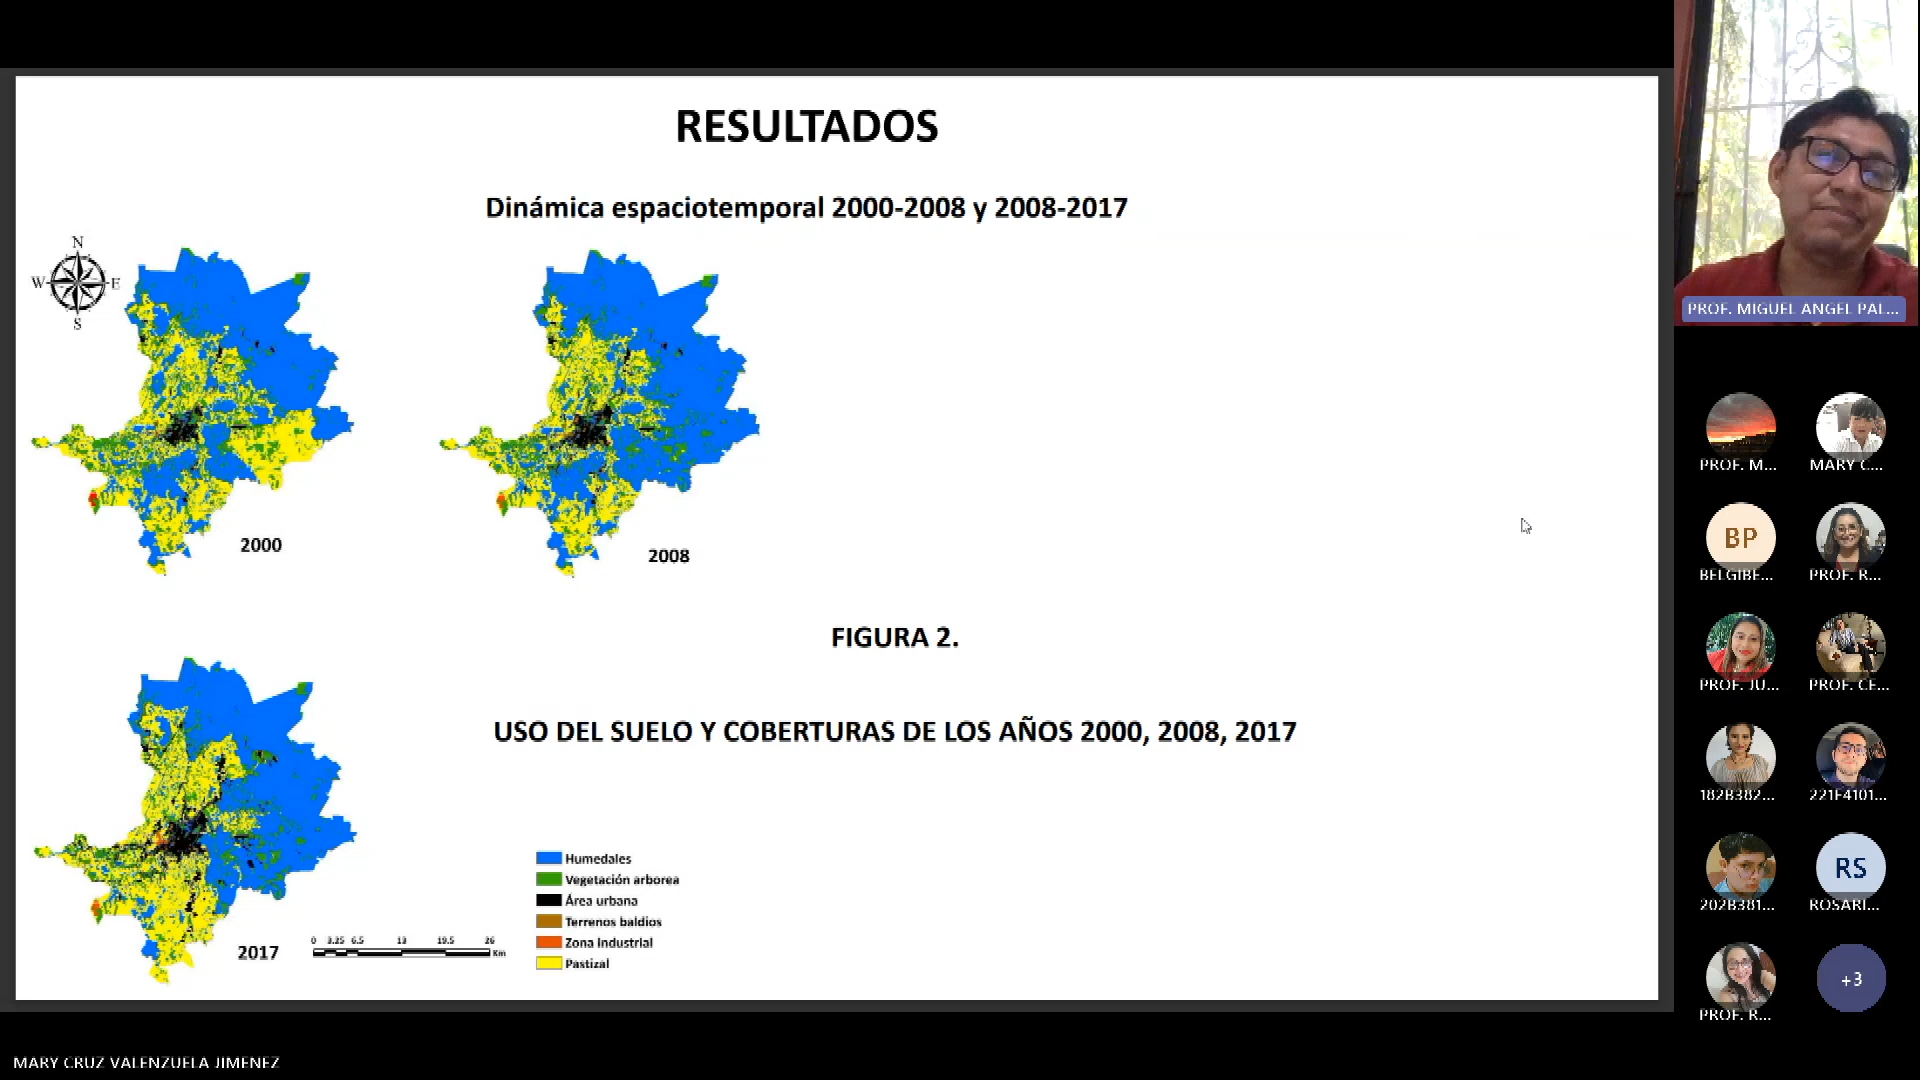 RESULTADOS
Dinámica espaciotemporal 2000-2008 y 2008-2017
N
W
E
S
2000
2008
FIGURA 2.
USO DEL SUELO Y COBERTURAS DE LOS AÑOS 2000, 2008, 2017
2017
0 3.25 6.5 13 19.5 26
Km
Humedales
Vegetación arborea
Área urbana
Terrenos baldios
Zona industrial
Pastizal
PROF. MIGUEL ANGEL PAL...
PROF. M...
MARY C...
BP
BELGIBE...
PROF. R...
PROF. JU...
PROF. CE...
182B382...
221E4101...
202B381...
RS
ROSARI...
PROF. R...
+3
MARY CRUZ VALENZUELA JIMENEZ